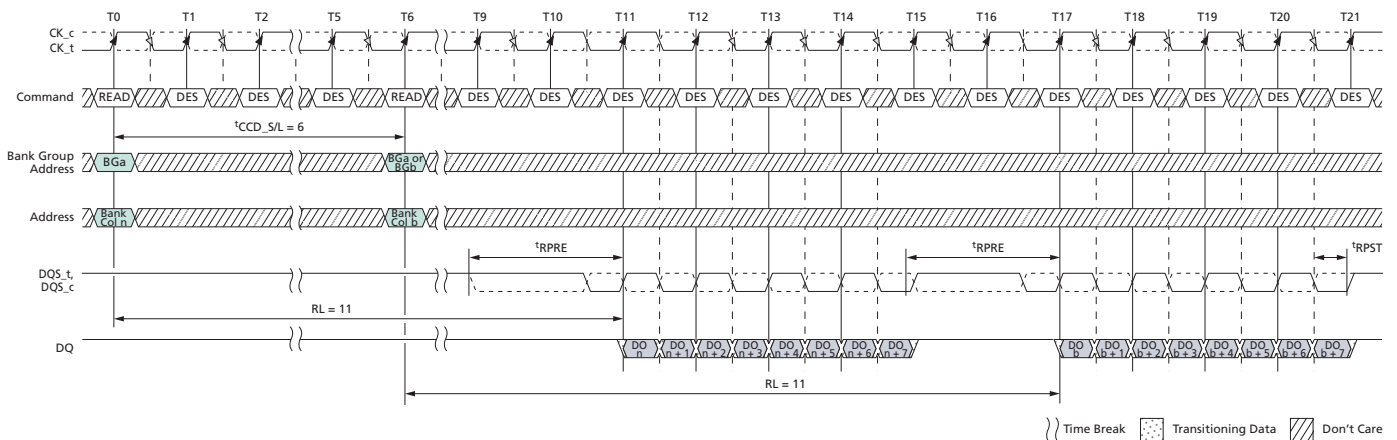 T0 T1 T2 T5 T6 T9 T10 T11 T12 T13 T14 T15 T16 T17 T18 T19 T20 T21
CK_c
CK_t
Command READ DES DES DES READ DES DES DES DES DES DES DES DES DES DES DES DES DES
tCCD_S/L = 6
Bank Group
Address
BGa
BGa or
BGb
Address
Bank
Col n
Bank
Col b
tRPRE tRPRE tRPST
DQS_t,
DQS_c
RL = 11
DQ
DO
n
DO
n + 1
DO
n + 2
DO
n + 3
DO
n + 4
DO
n + 5
DO
n + 6
DO
n + 7
DO
b
DO
b + 1
DO
b + 2
DO
b + 3
DO
b + 4
DO
b + 5
DO
b + 6
DO
b + 7
RL = 11
Time Break Transitioning Data Don't Care